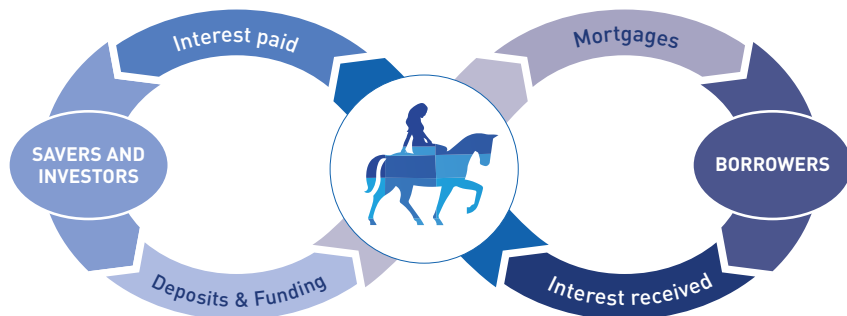 Interest paid
Mortgages
SAVERS AND
INVESTORS
BORROWERS
Deposits & Funding
Interest received